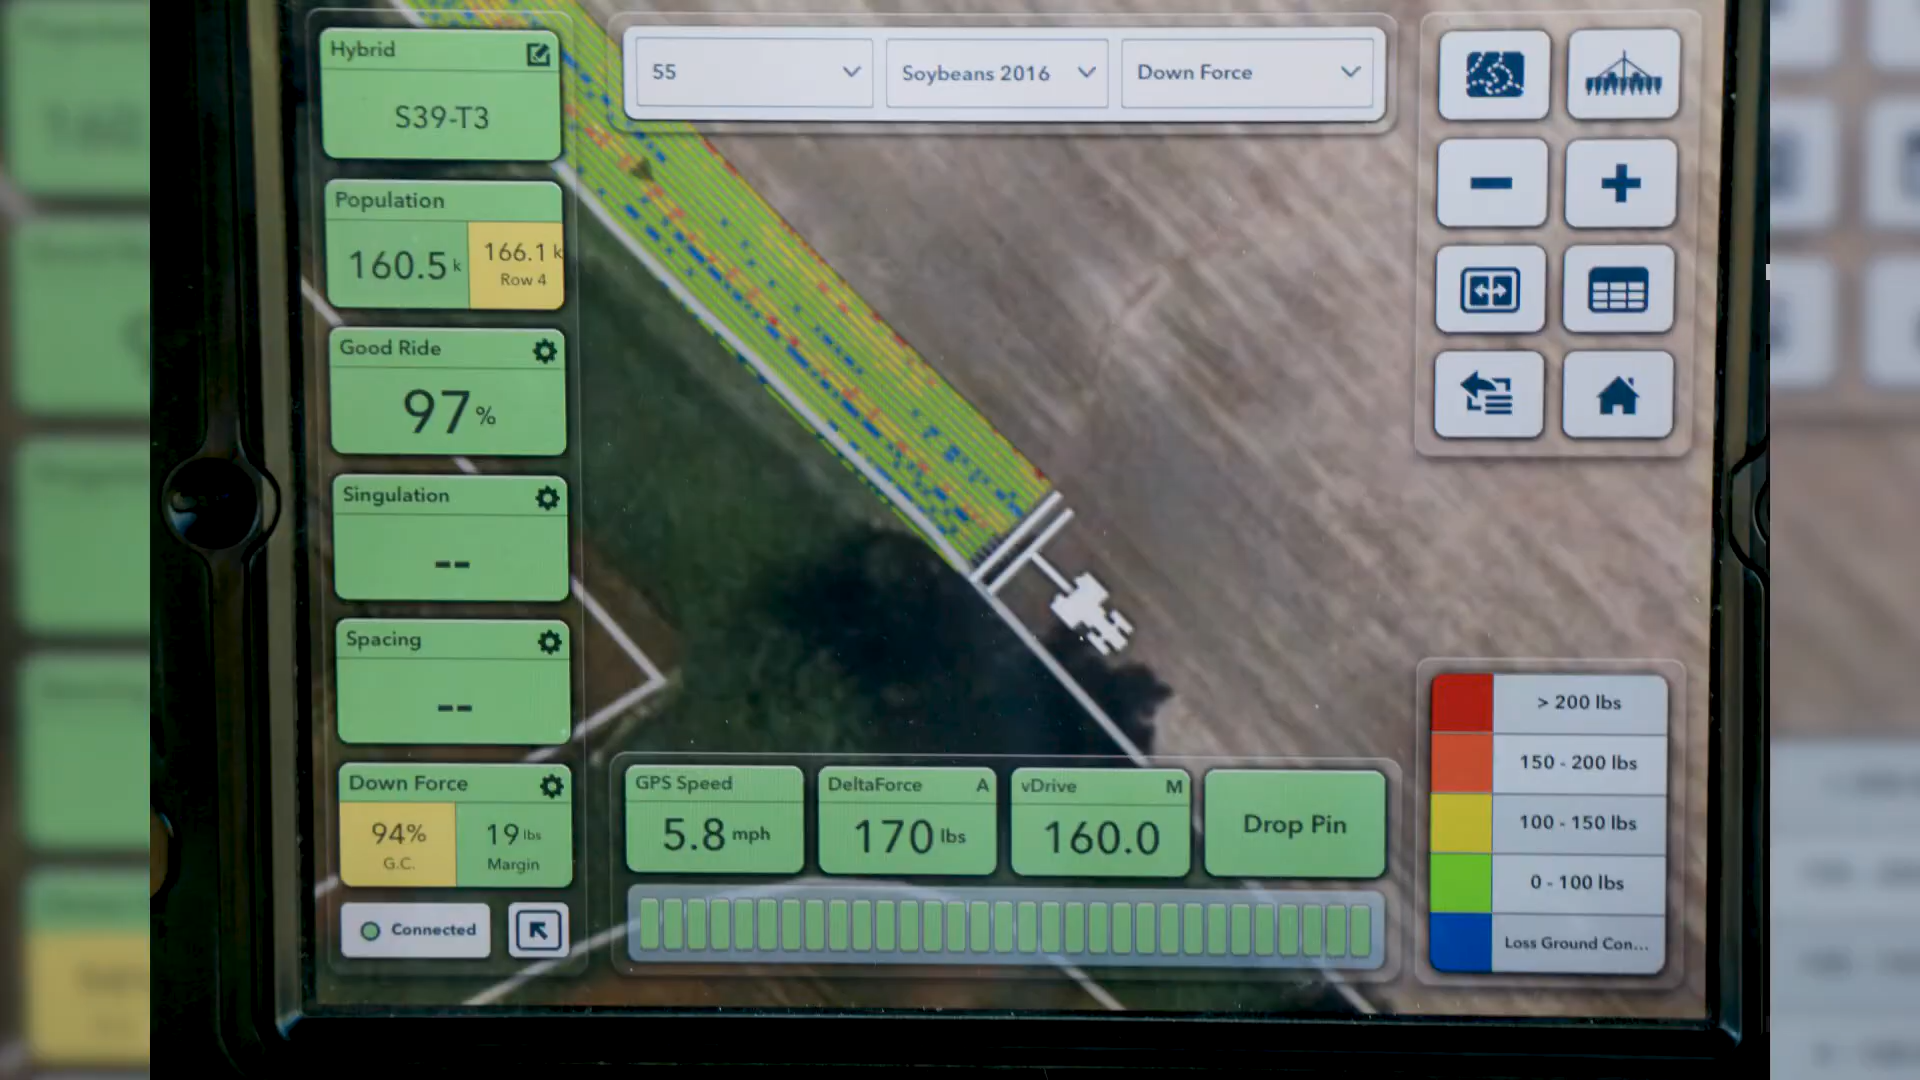 Hybrid
S39-T3
55
Soybeans 2016
Down Force
Population
160.5 k
166.1 k
Row 4
Good Ride
97 %
Singulation
--
Spacing
--
Down Force
94%
G.C.
19 lbs
Margin
Connected
GPS Speed
5.8 mph
DeltaForce A
170 lbs
vDrive M
160.0
Drop Pin
> 200 lbs
150 - 200 lbs
100 - 150 lbs
0 - 100 lbs
Loss Ground Con...